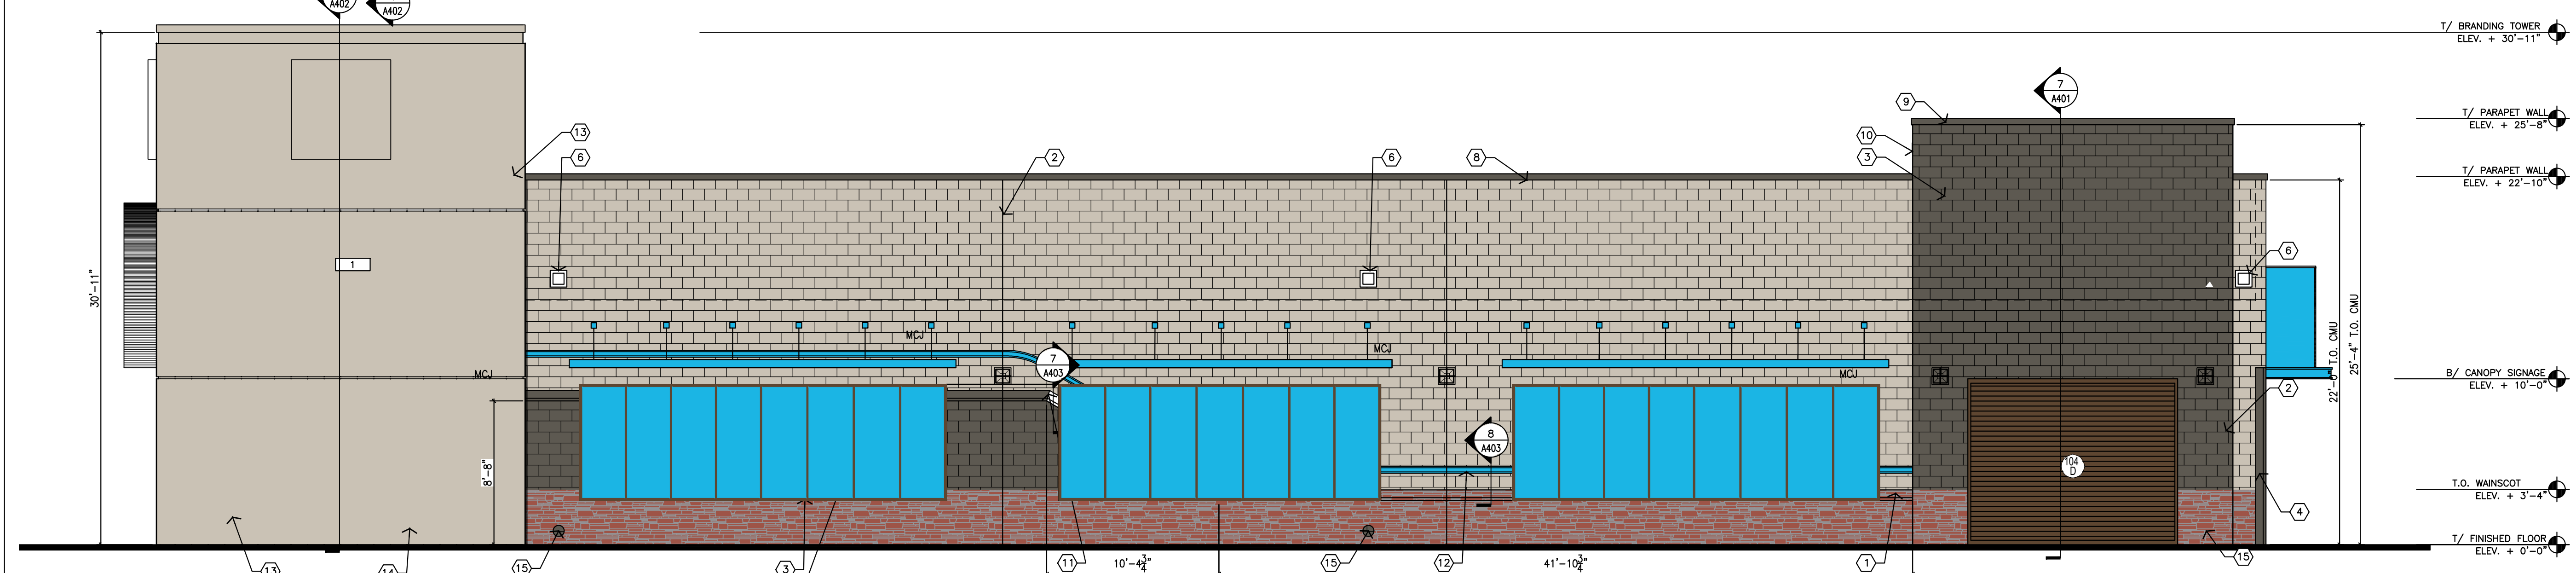 A402
A402
T/ BRANDING TOWER
ELEV. + 30'-11"
7
A401
9
T/ PARAPET WALL
ELEV. + 25'-8"
13
10
6
2
6
8
3
T/ PARAPET WALL
ELEV. + 22'-10"
1
6
30'-11"
22'-0" T.O. CMU
25'-4" T.O. CMU
MCJ
MCJ
MCJ
MCJ
7
A403
B/ CANOPY SIGNAGE
ELEV. + 10'-0"
2
8
A403
8'-8"
104
D
T.O. WAINSCOT
ELEV. + 3'-4"
4
T/ FINISHED FLOOR
ELEV. + 0'-0"
13
14
15
3
11
10'-4 3/4"
15
12
41'-10 3/4"
1
15